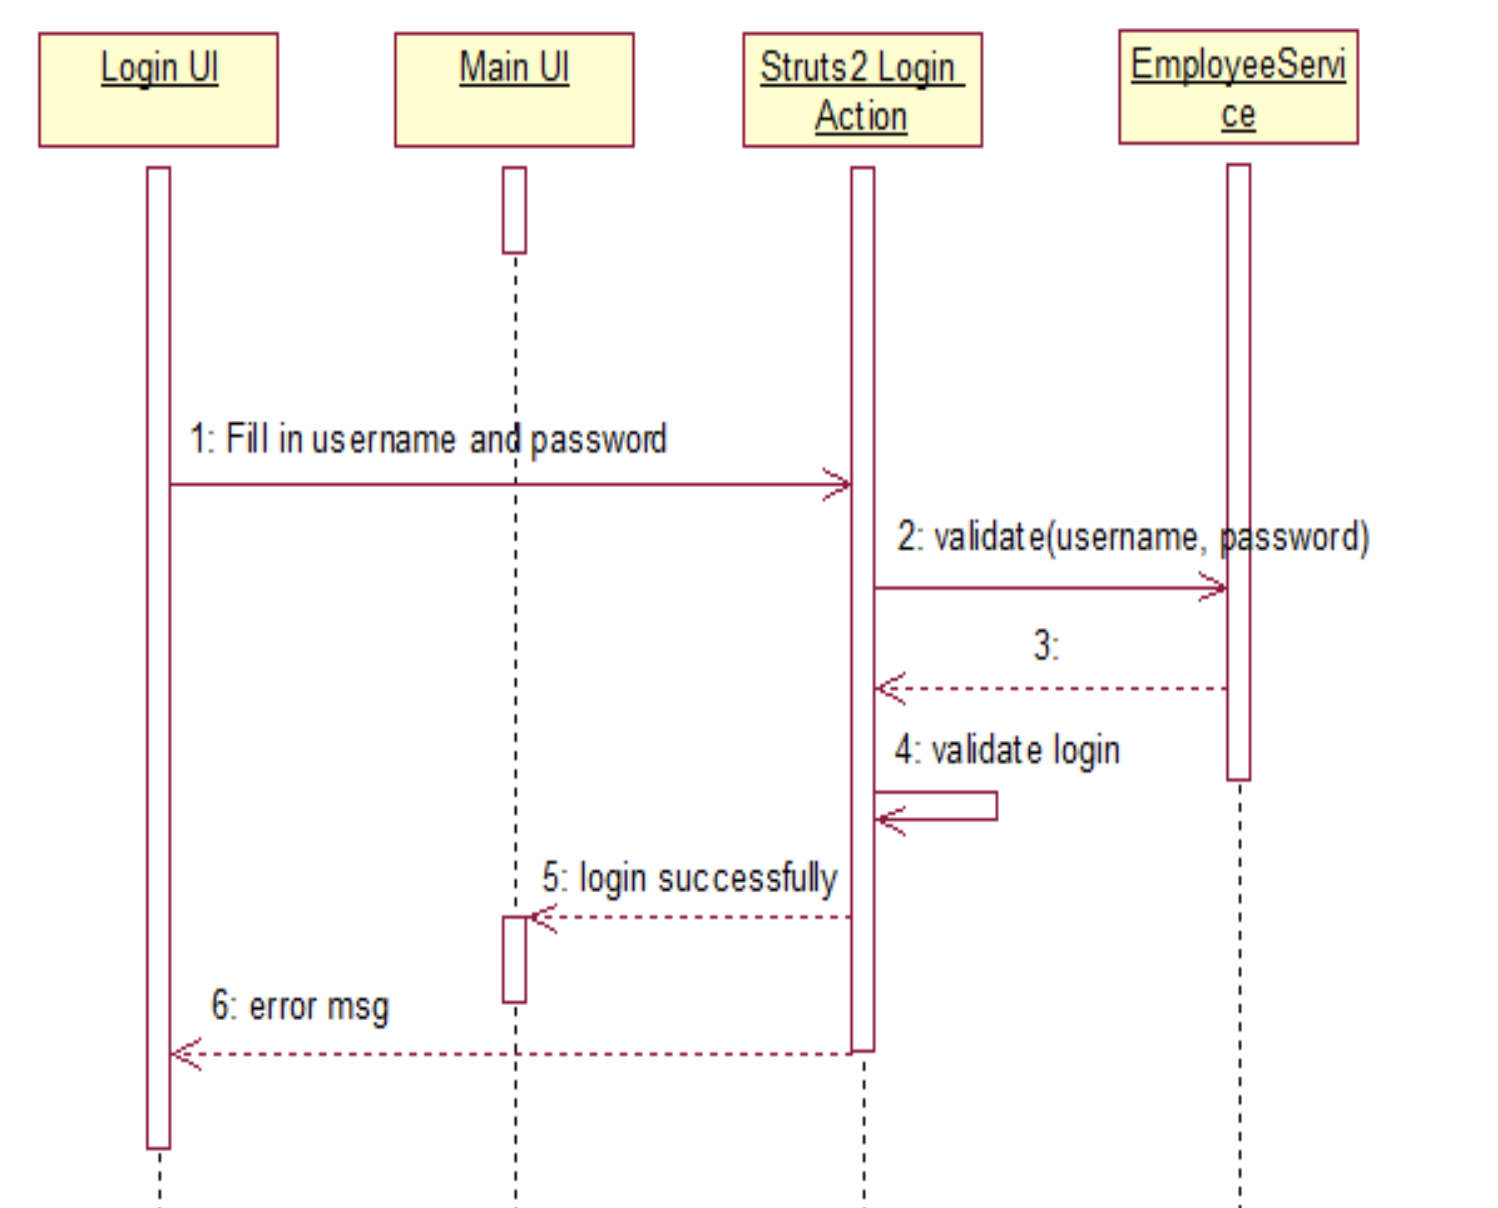 Login UI
Main UI
Struts2 Login
Action
EmployeeServi
ce
1: Fill in username and password
2: validate(username, password)
3:
4: validate login
5: login successfully
6: error msg